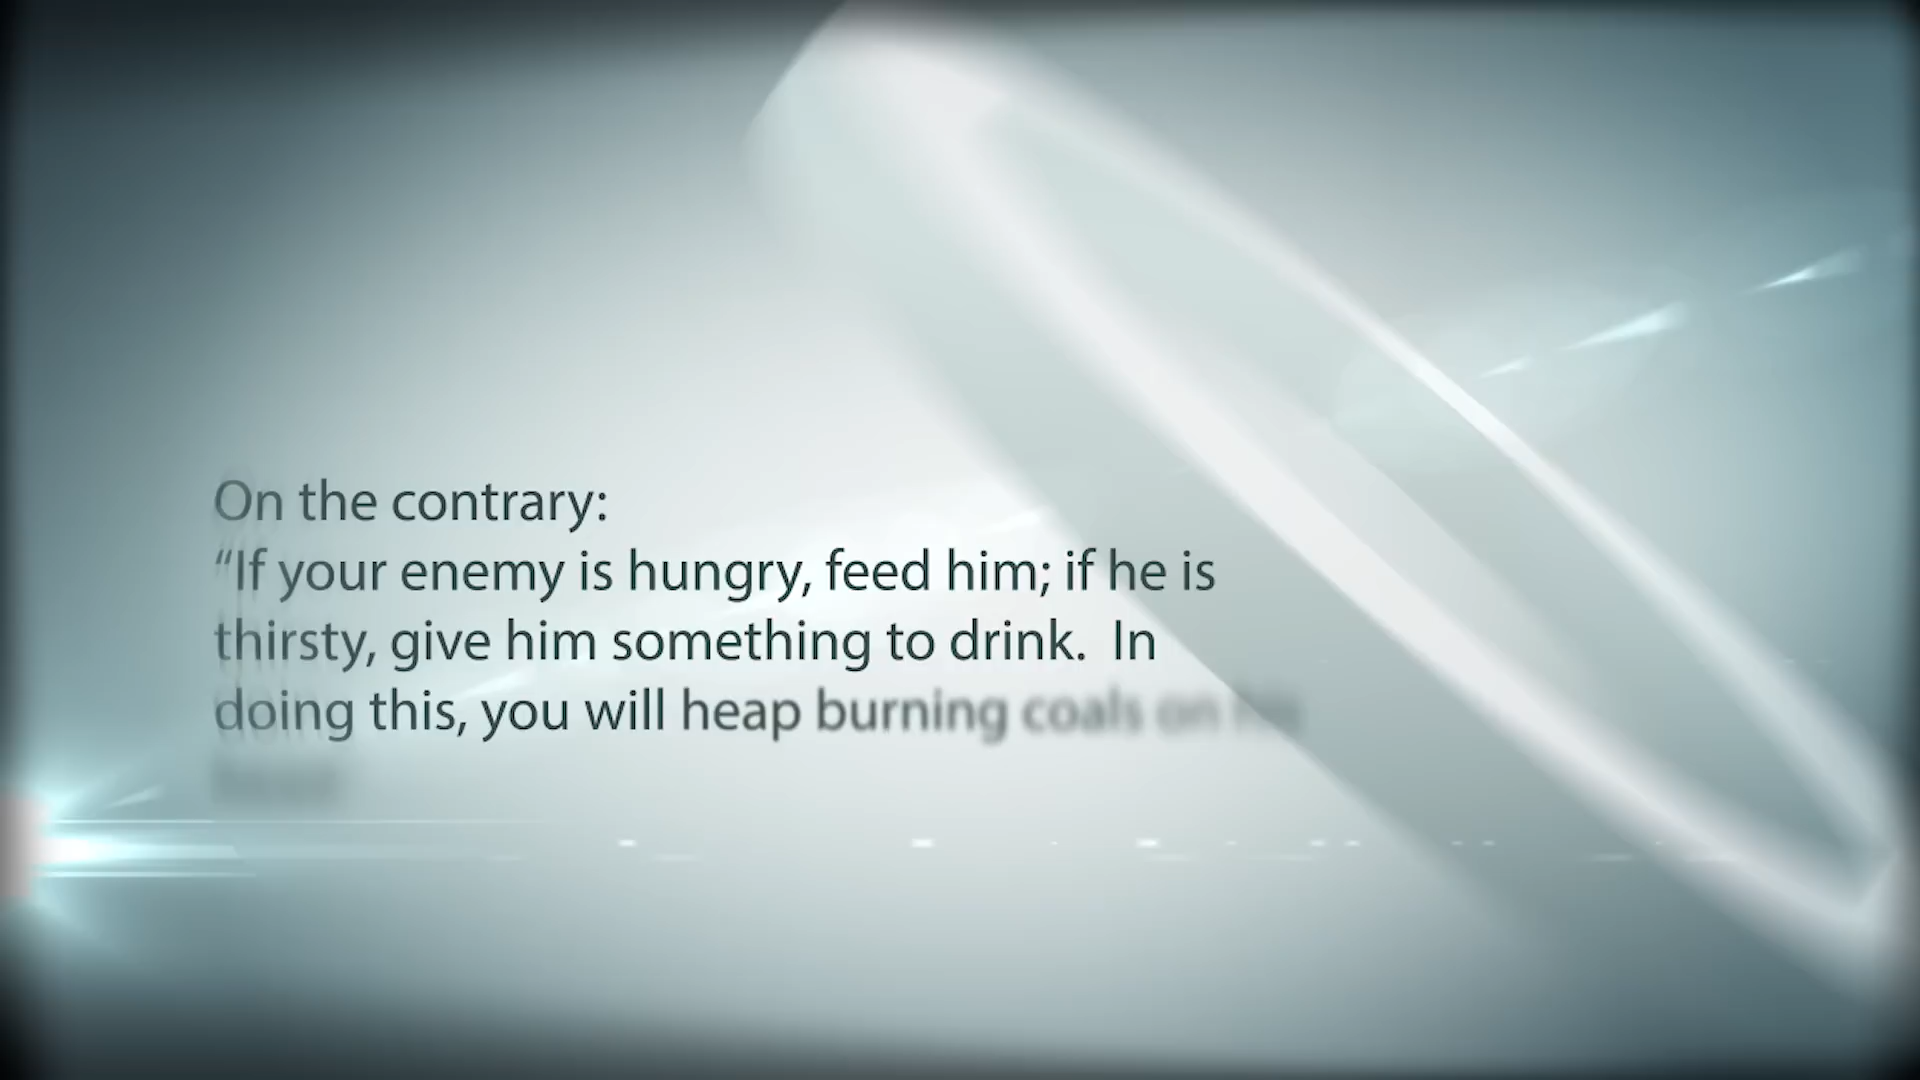 On the contrary:
“If your enemy is hungry, feed him; if he is
thirsty, give him something to drink.  In
doing this, you will heap burning coals on